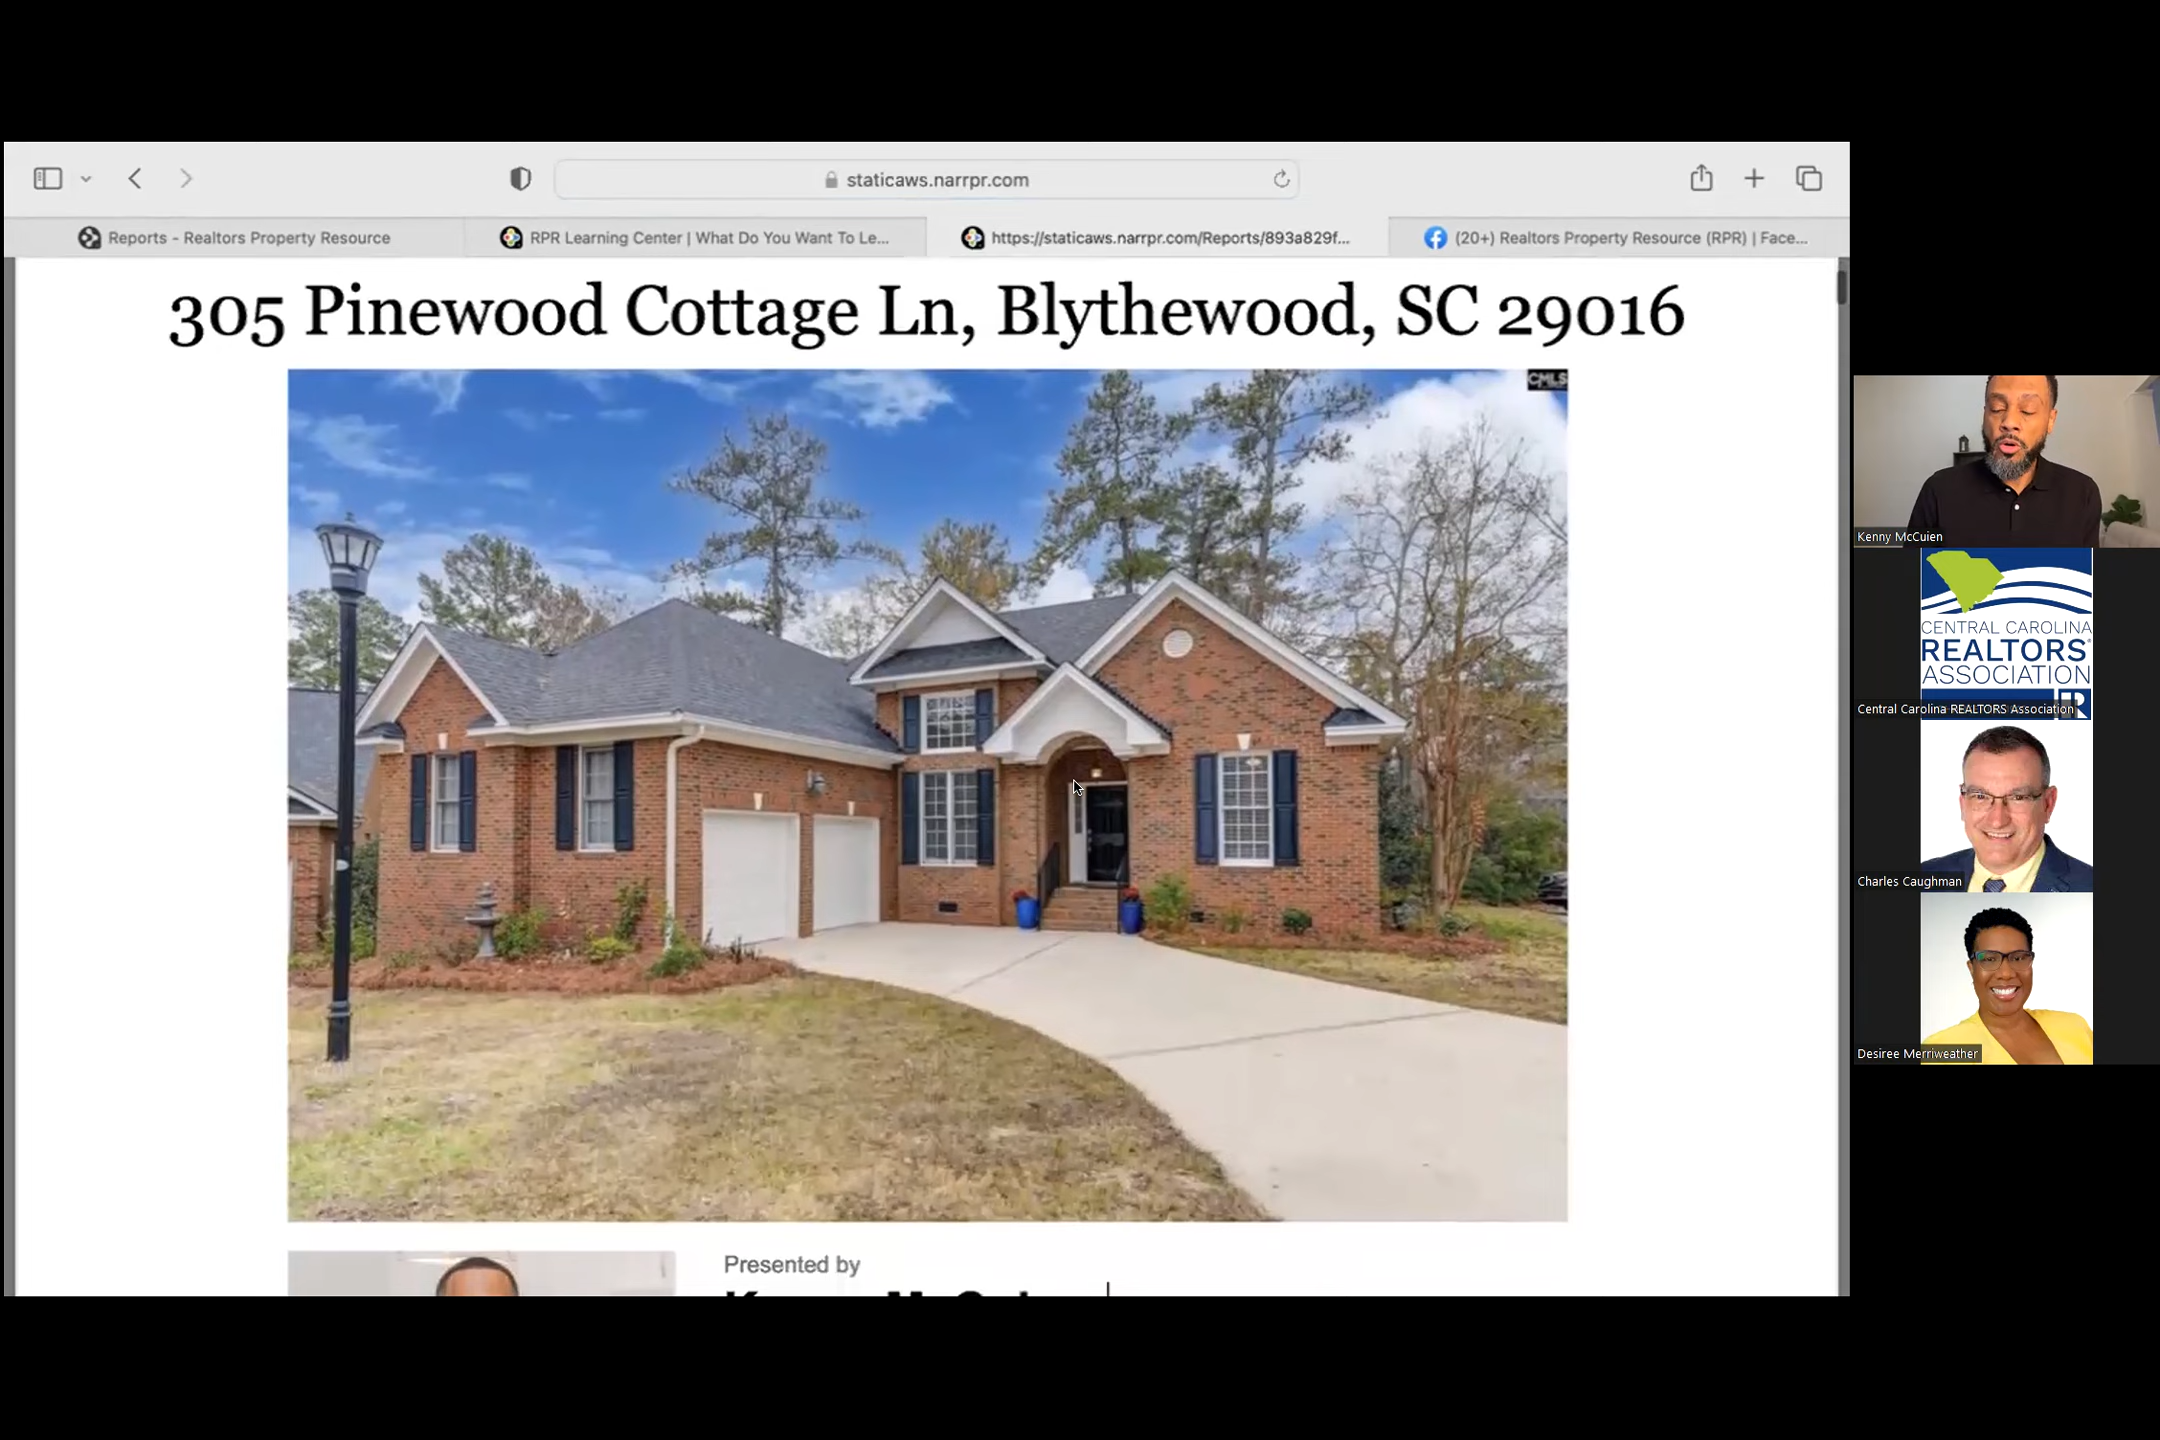 staticaws.narrpr.com
Reports - Realtors Property Resource
RPR Learning Center | What Do You Want To Le...
https://staticaws.narrpr.com/Reports/893a829f...
(20+) Realtors Property Resource (RPR) | Face...
305 Pinewood Cottage Ln, Blythewood, SC 29016
CMLS
Presented by
Kenny McCuien
CENTRAL CAROLINA
REALTORS®
ASSOCIATION
Central Carolina REALTORS Association
Charles Caughman
Desiree Merriweather